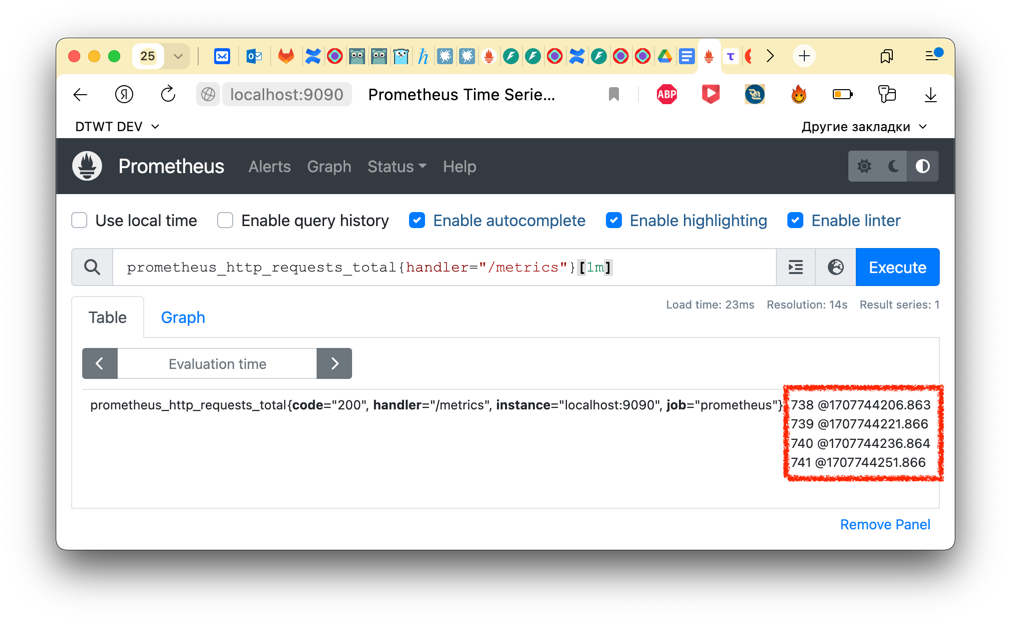 25
localhost:9090 Prometheus Time Serie... ABP
DTWT DEV Другие закладки
Prometheus Alerts Graph Status Help
Use local time Enable query history Enable autocomplete Enable highlighting Enable linter
prometheus_http_requests_total{handler="/metrics"}[1m] Execute
Load time: 23ms Resolution: 14s Result series: 1
Table Graph
Evaluation time
prometheus_http_requests_total{code="200", handler="/metrics", instance="localhost:9090", job="prometheus"} 738 @1707744206.863
739 @1707744221.866
740 @1707744236.864
741 @1707744251.866
Remove Panel